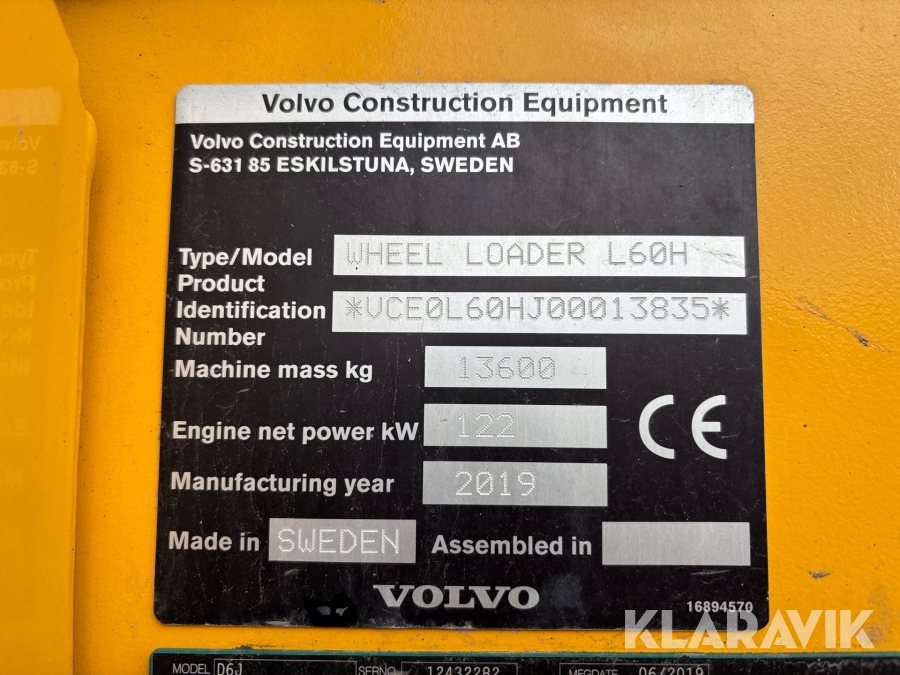 Volvo Construction Equipment
Volvo Construction Equipment AB
S-631 85 ESKILSTUNA, SWEDEN
Type/Model WHEEL LOADER L60H
Product
Identification *VCE0L60HJ00013835*
Number
Machine mass kg 13600
Engine net power kW 122
Manufacturing year 2019
Made in SWEDEN Assembled in
VOLVO
16894570
KLARAVIK
MODEL D6J SERNO 12432282 MFGDATE 06/2019